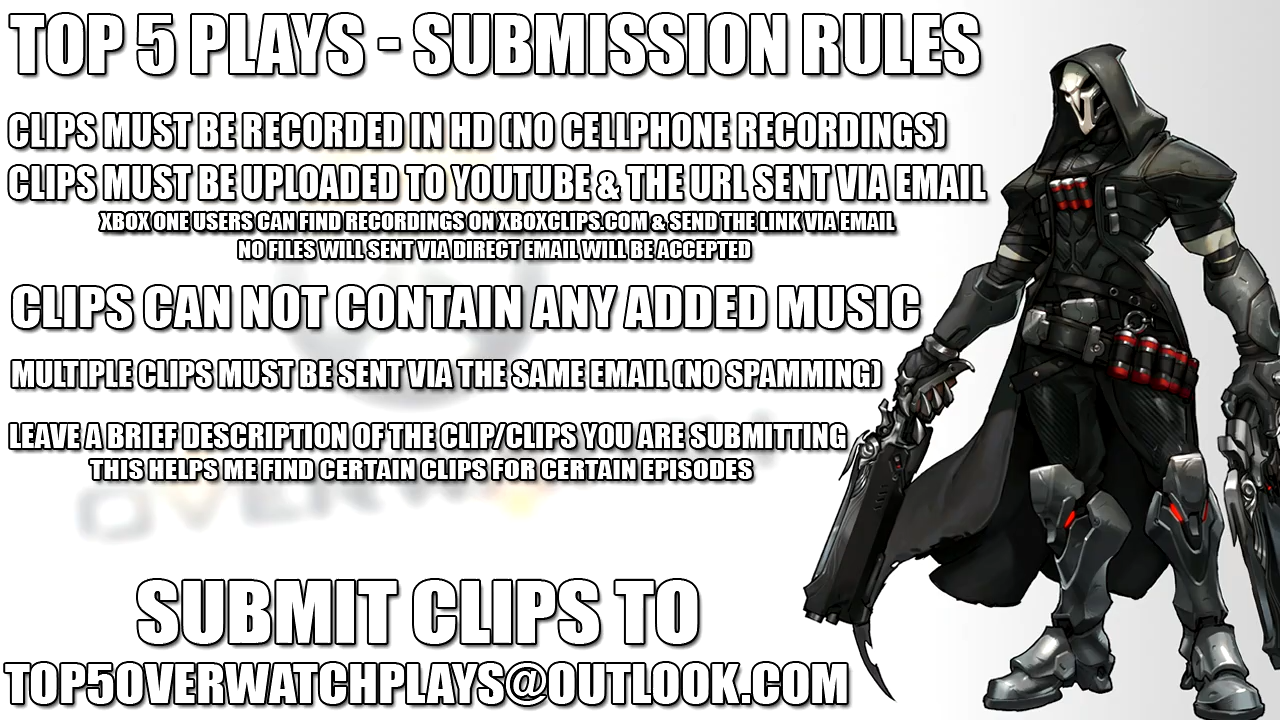 TOP 5 PLAYS - SUBMISSION RULES
CLIPS MUST BE RECORDED IN HD (NO CELLPHONE RECORDINGS)
CLIPS MUST BE UPLOADED TO YOUTUBE & THE URL SENT VIA EMAIL
XBOX ONE USERS CAN FIND RECORDINGS ON XBOXCLIPS.COM & SEND THE LINK VIA EMAIL
NO FILES WILL SENT VIA DIRECT EMAIL WILL BE ACCEPTED
CLIPS CAN NOT CONTAIN ANY ADDED MUSIC
MULTIPLE CLIPS MUST BE SENT VIA THE SAME EMAIL (NO SPAMMING)
LEAVE A BRIEF DESCRIPTION OF THE CLIP/CLIPS YOU ARE SUBMITTING
THIS HELPS ME FIND CERTAIN CLIPS FOR CERTAIN EPISODES
SUBMIT CLIPS TO
TOP5OVERWATCHPLAYS@OUTLOOK.COM